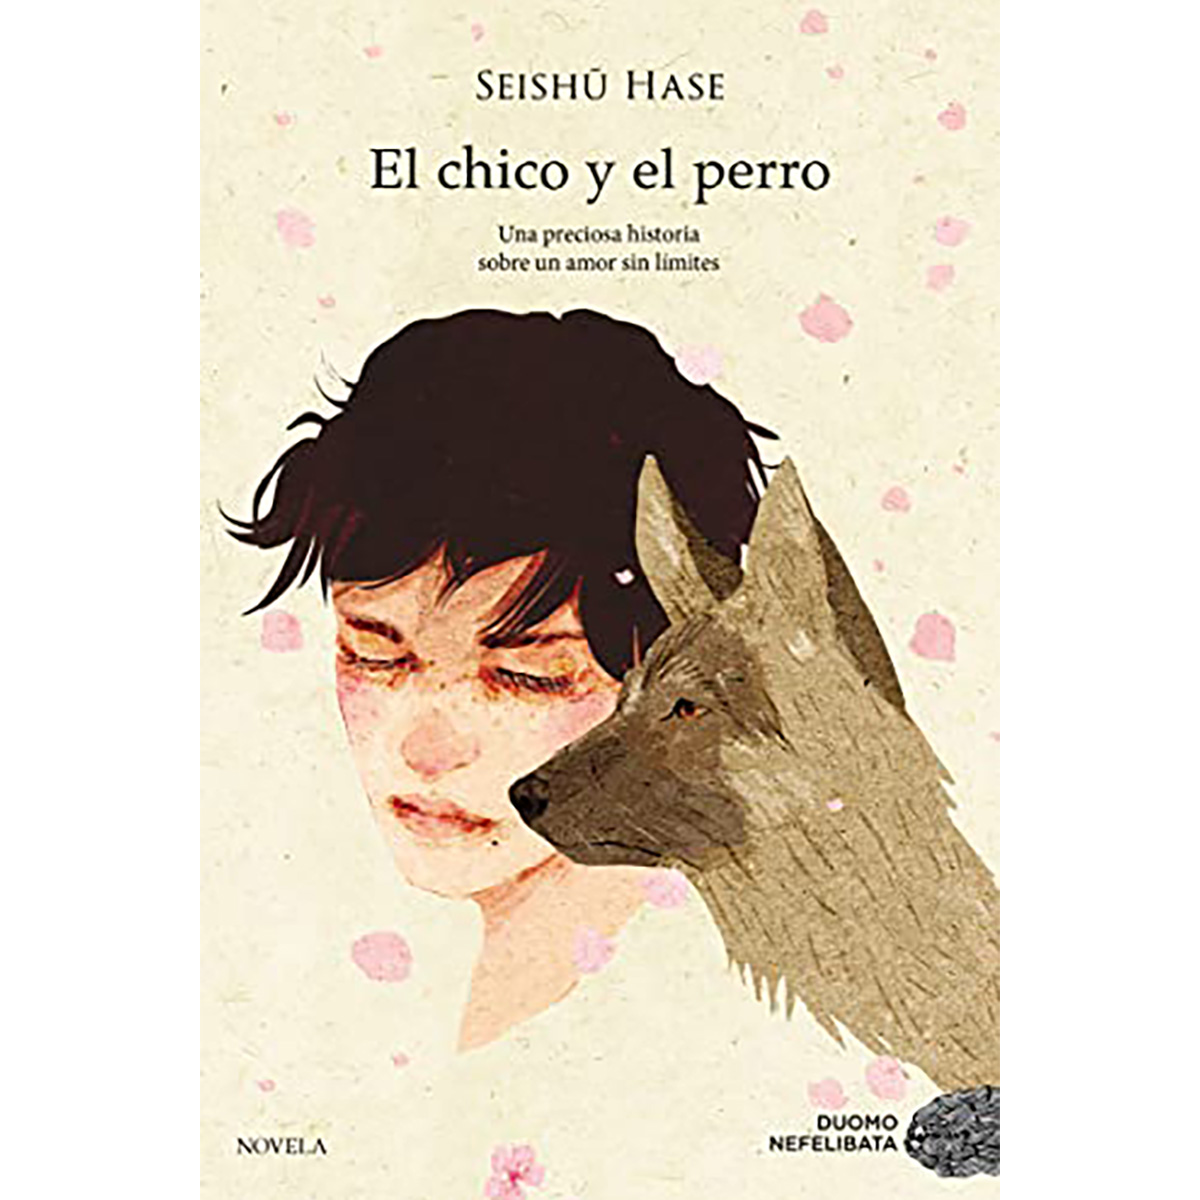 SEISHŪ HASE
El chico y el perro
Una preciosa historia
sobre un amor sin límites
NOVELA
DUOMO
NEFELIBATA